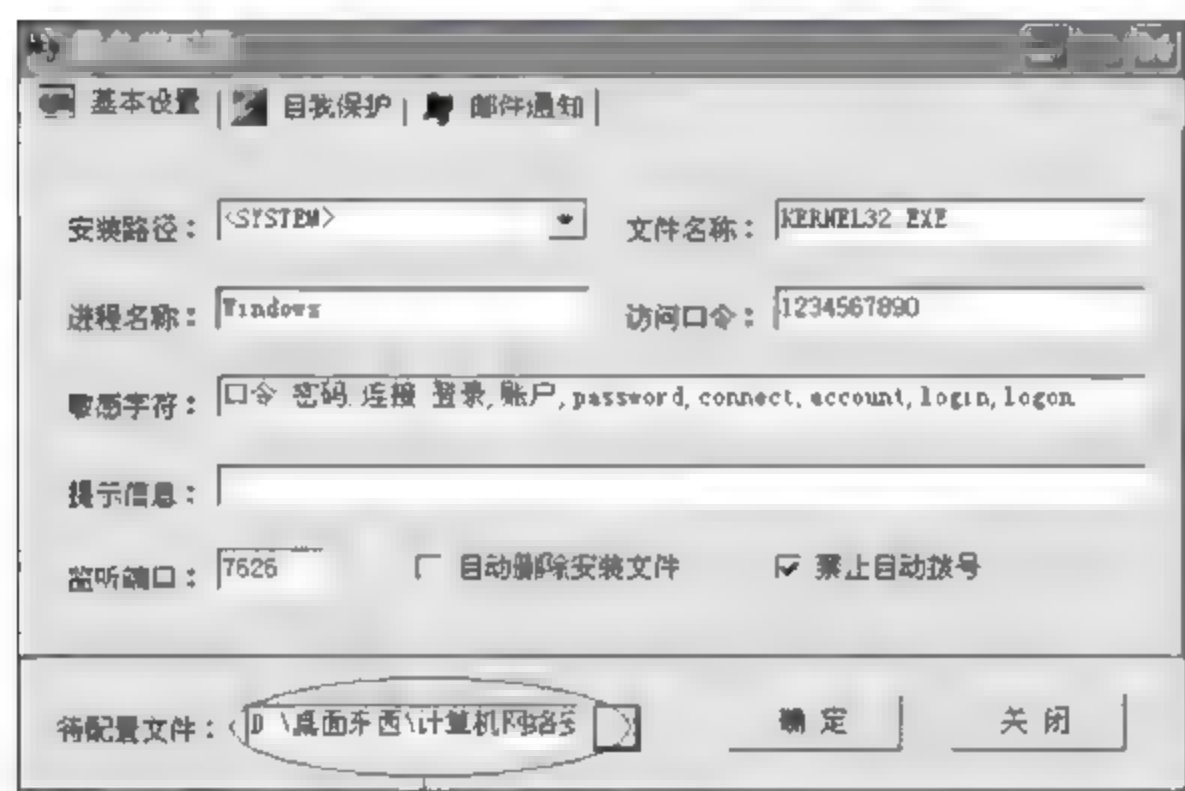 基本设置 自我保护 邮件通知
安装路径: <SYSTEM> 文件名称: KERNEL32 EXE
进程名称: Windows 访问口令: 1234567890
敏感字符: 口令 密码 连接 登录,账户,password,connect,account,login,logon
提示信息:
监听端口: 7626 自动删除安装文件 禁止自动拨号
待配置文件: D \桌面东西\计算机网络安 确定 关闭